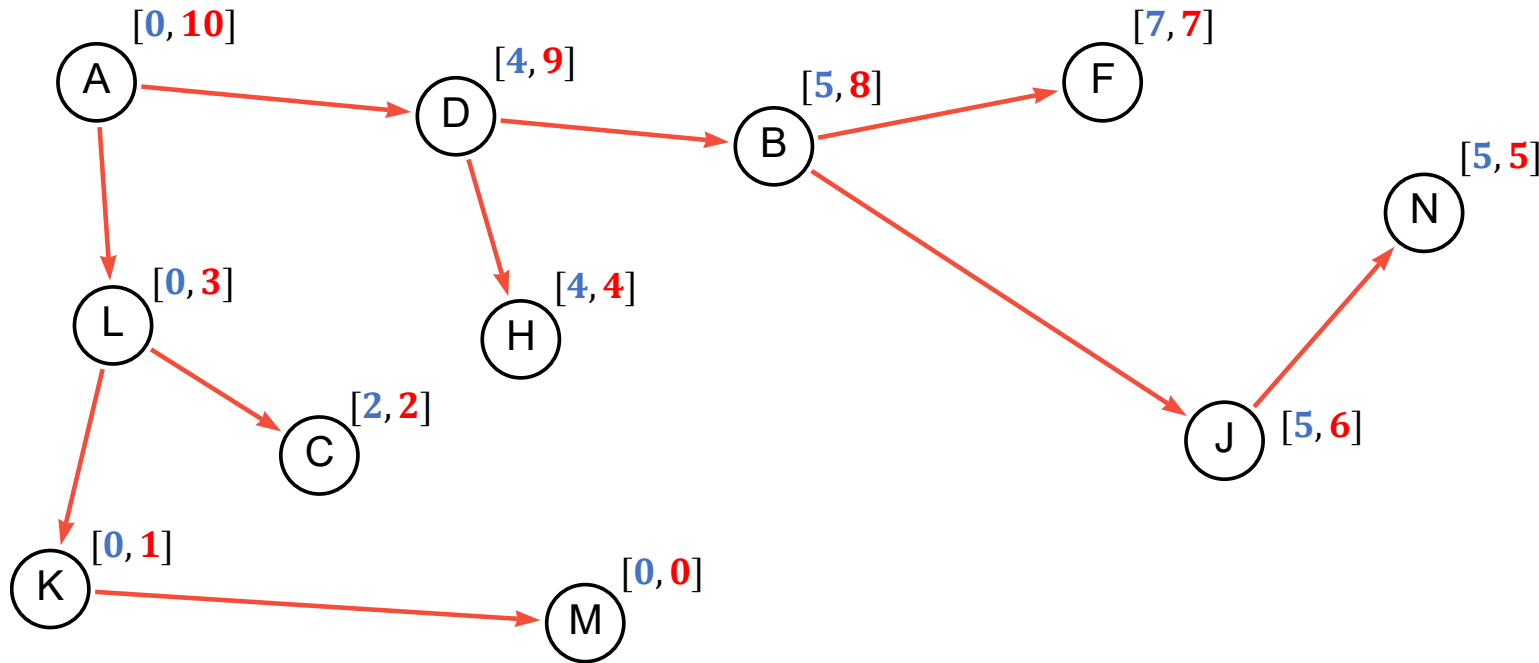 [0, 10]
A
[4, 9]
D
[5, 8]
B
[7, 7]
F
[5, 5]
N
[0, 3]
L
[4, 4]
H
[2, 2]
C
J
[5, 6]
[0, 1]
K
[0, 0]
M